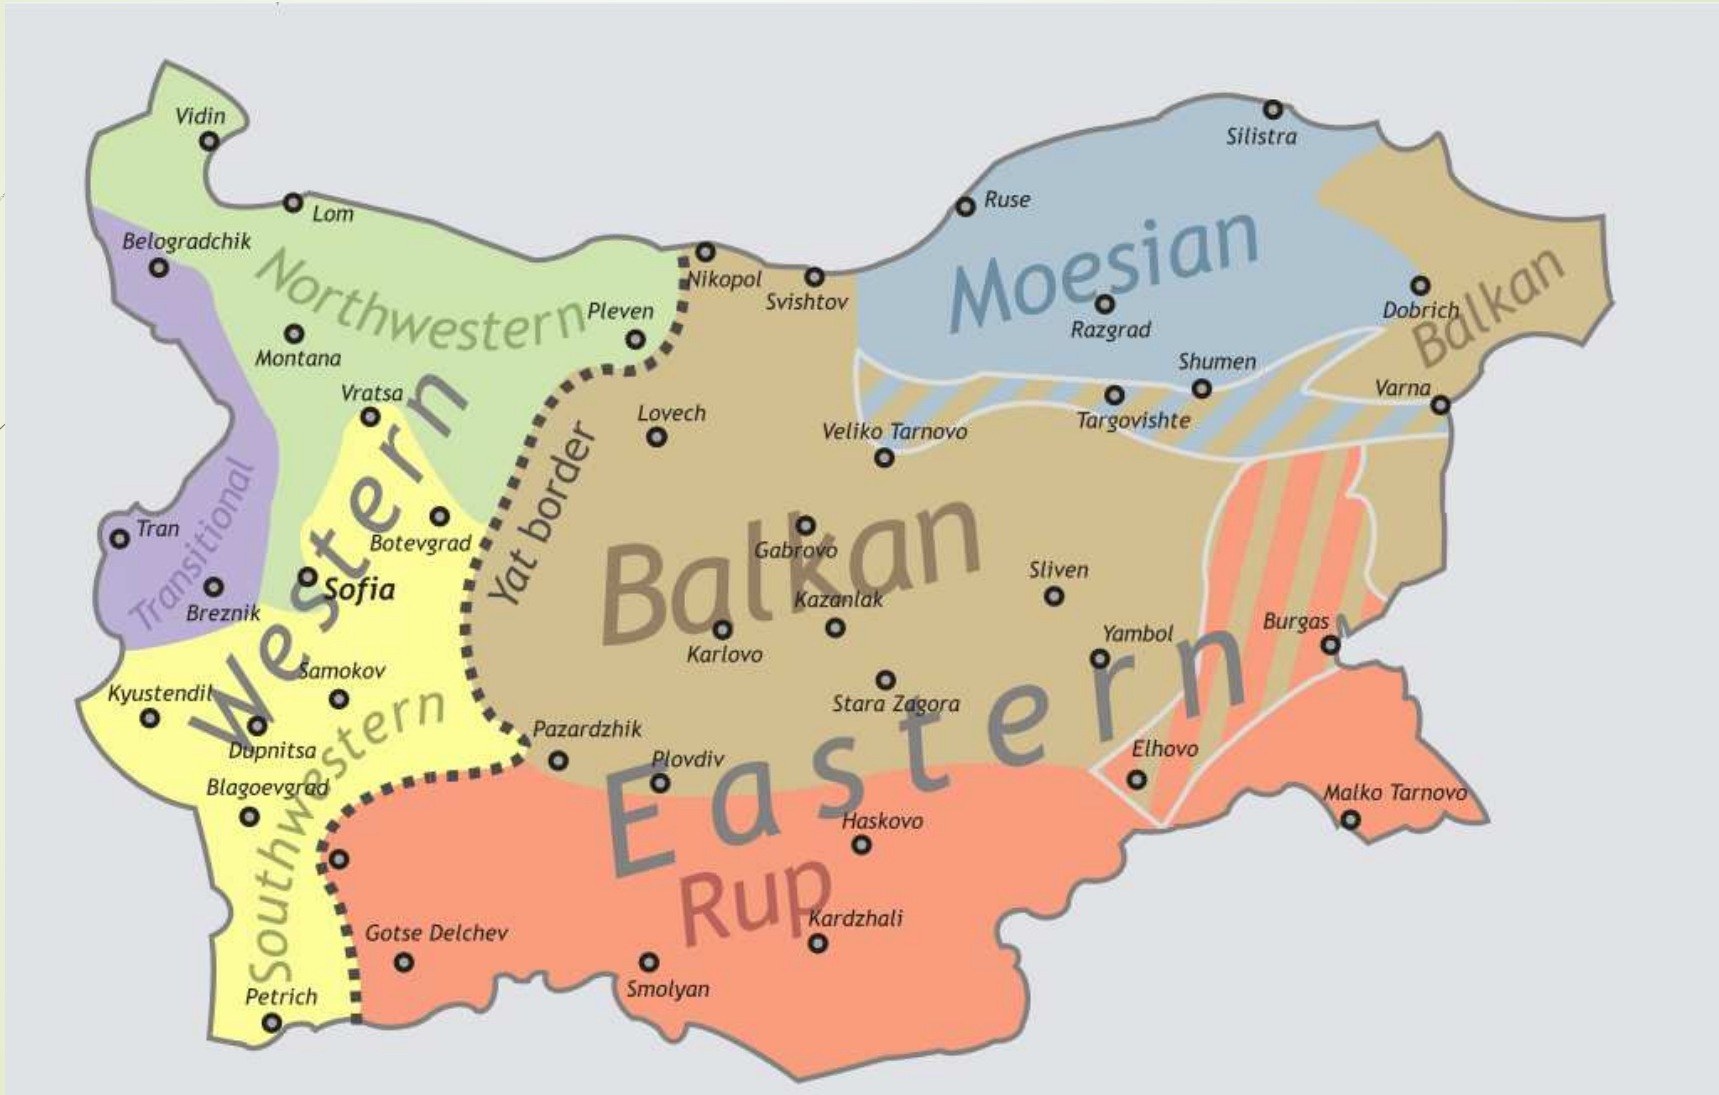 Vidin
Silistra
Ruse
Lom
Belogradchik
Moesian
Northwestern
Nikopol
Svishtov
Pleven
Dobrich
Balkan
Razgrad
Montana
Shumen
Vratsa
Varna
Western
Lovech
Targovishte
Veliko Tarnovo
Yat border
Transitional
Tran
Botevgrad
Balkan
Gabrovo
Sliven
Sofia
Breznik
Kazanlak
Burgas
Yambol
Karlovo
Samokov
Kyustendil
Stara Zagora
Eastern
Southwestern
Dupnitsa
Pazardzhik
Elhovo
Plovdiv
Blagoevgrad
Malko Tarnovo
Haskovo
Rup
Kardzhali
Gotse Delchev
Smolyan
Petrich